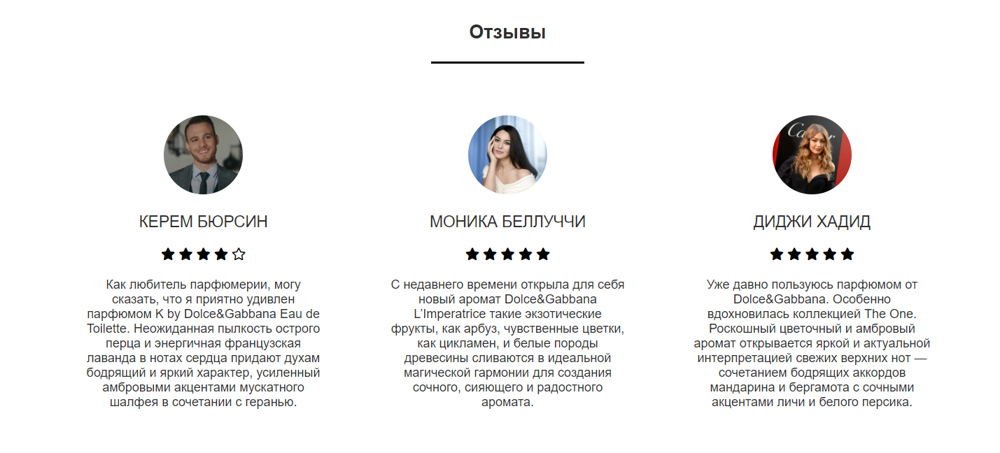 Отзывы
КЕРЕМ БЮРСИН
Как любитель парфюмерии, могу
сказать, что я приятно удивлен
парфюмом K by Dolce&Gabbana Eau de
Toilette. Неожиданная пылкость острого
перца и энергичная французская
лаванда в нотах сердца придают духам
бодрящий и яркий характер, усиленный
амбровыми акцентами мускатного
шалфея в сочетании с геранью.
МОНИКА БЕЛЛУЧЧИ
С недавнего времени открыла для себя
новый аромат Dolce&Gabbana
L’Imperatrice такие экзотические
фрукты, как арбуз, чувственные цветки,
как цикламен, и белые породы
древесины сливаются в идеальной
магической гармонии для создания
сочного, сияющего и радостного
аромата.
ДИДЖИ ХАДИД
Уже давно пользуюсь парфюмом от
Dolce&Gabbana. Особенно
вдохновилась коллекцией The One.
Роскошный цветочный и амбровый
аромат открывается яркой и актуальной
интерпретацией свежих верхних нот —
сочетанием бодрящих аккордов
мандарина и бергамота с сочными
акцентами личи и белого персика.